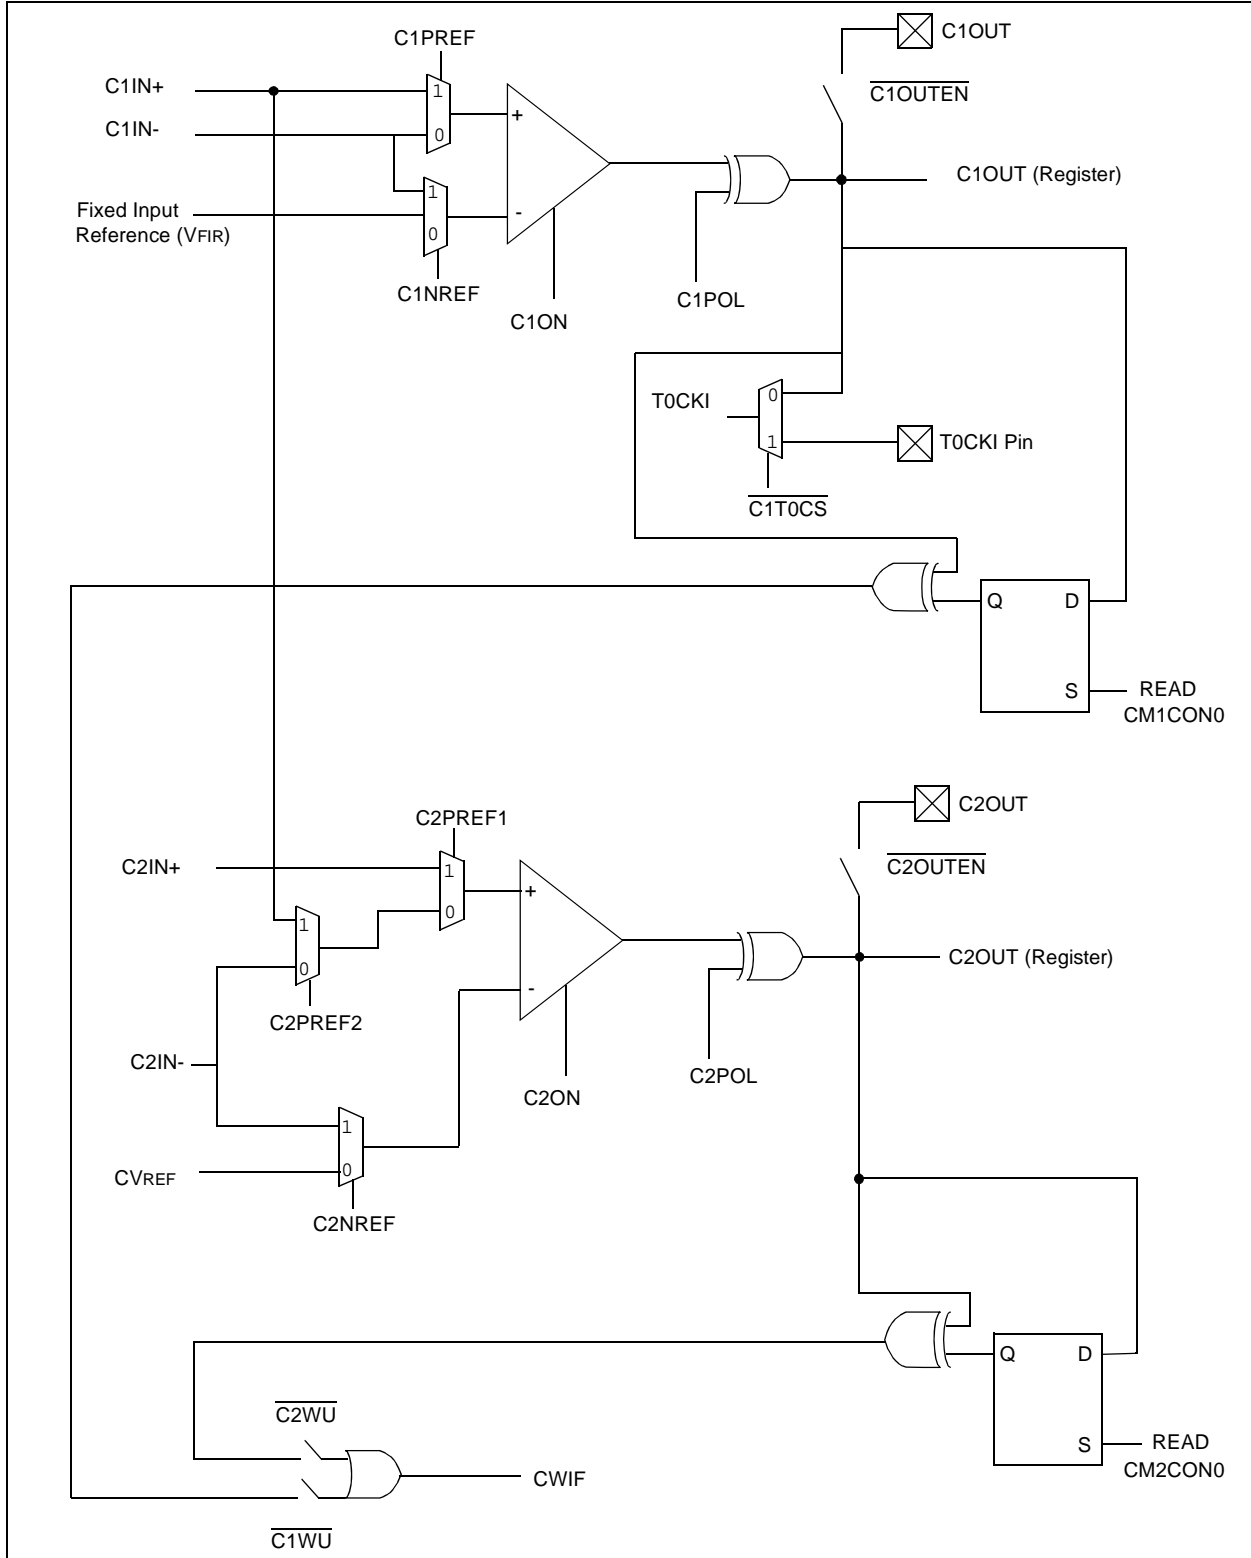 C1PREF
C1OUT
C1IN+
1
C1OUTEN
C1IN-
0
+
C1OUT (Register)
1
Fixed Input
Reference (VFIR)
-
0
C1NREF
C1POL
C1ON
T0CKI
0
1
T0CKI Pin
C1T0CS
Q
D
S
READ
CM1CON0
C2OUT
C2PREF1
C2OUTEN
C2IN+
1
+
0
1
0
C2OUT (Register)
-
C2PREF2
C2IN-
C2POL
C2ON
1
CVREF
0
C2NREF
Q
D
C2WU
S
READ
CM2CON0
CWIF
C1WU